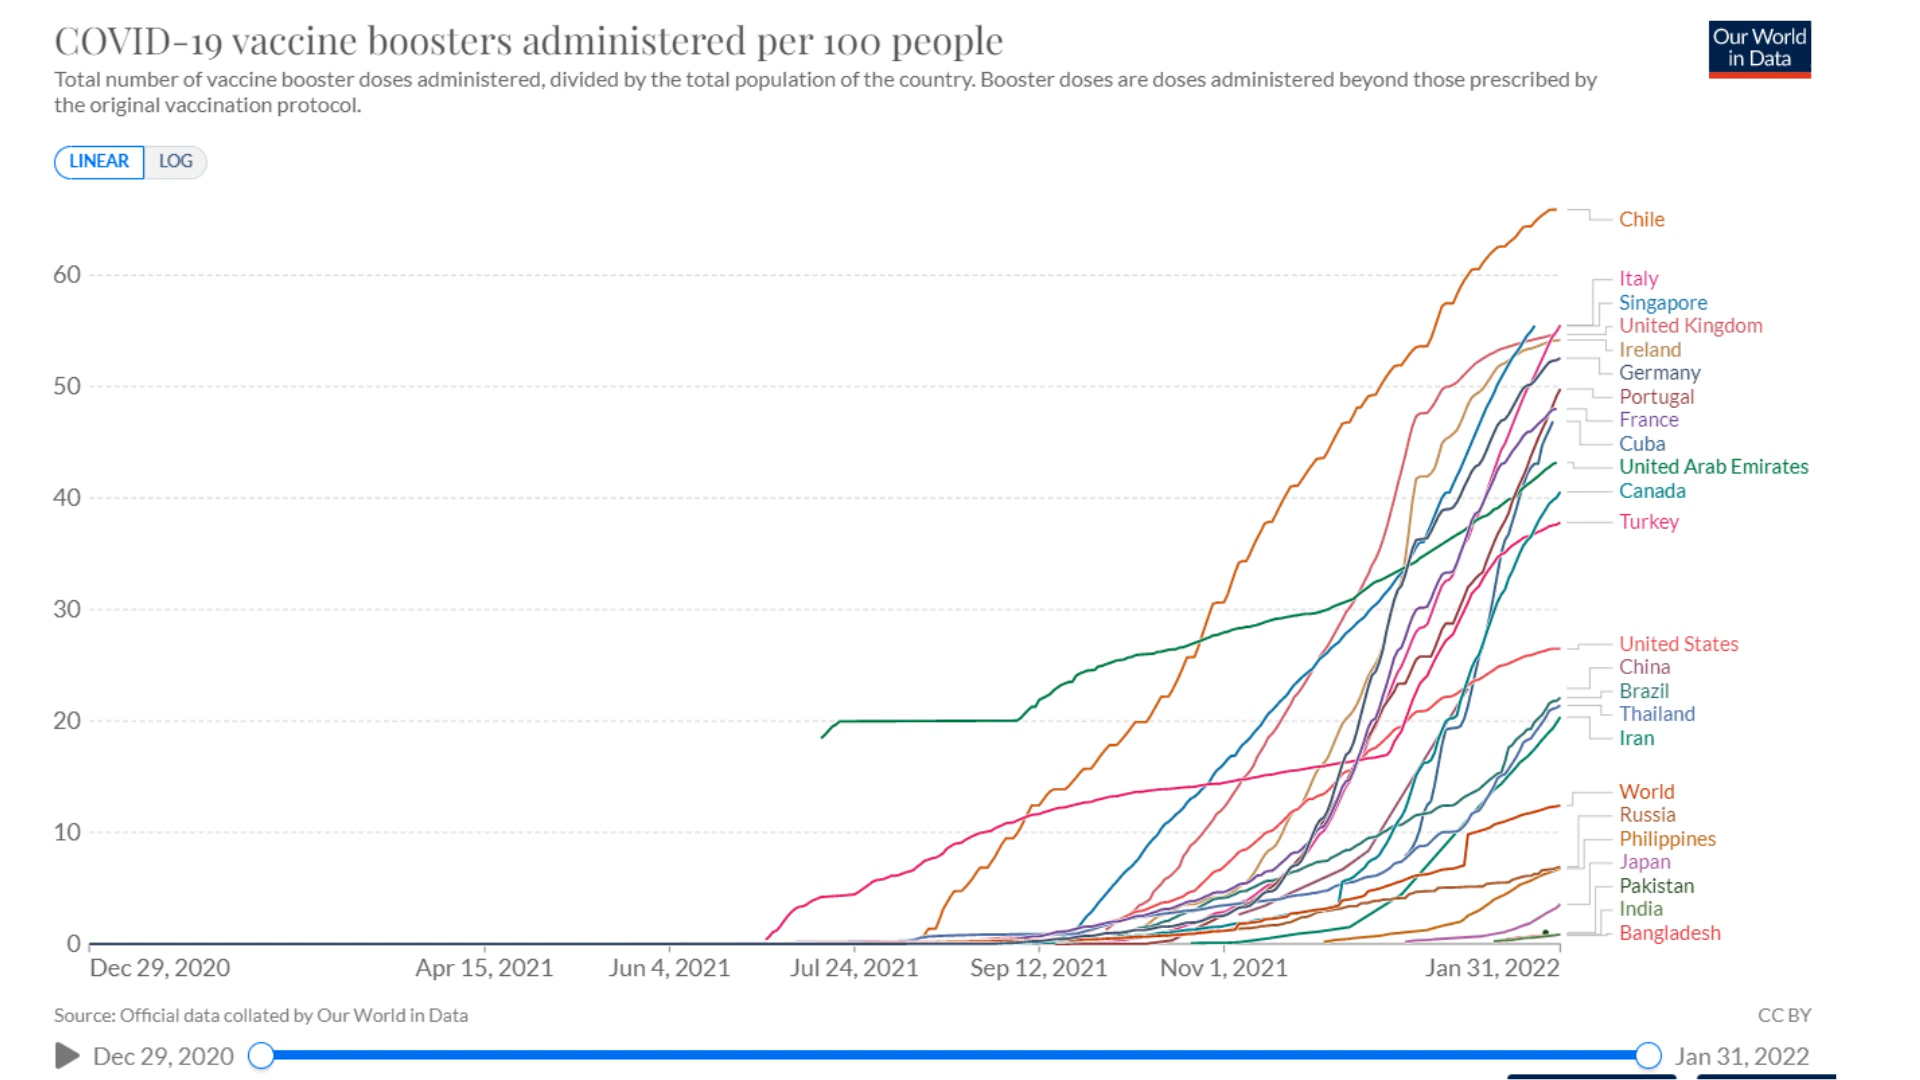 COVID-19 vaccine boosters administered per 100 people
Our World
in Data
Total number of vaccine booster doses administered, divided by the total population of the country. Booster doses are doses administered beyond those prescribed by
the original vaccination protocol.
LINEAR LOG
Chile
60
Italy
Singapore
United Kingdom
Ireland
Germany
50
Portugal
France
Cuba
United Arab Emirates
Canada
40
Turkey
30
United States
China
Brazil
Thailand
20
Iran
World
Russia
10
Philippines
Japan
Pakistan
India
Bangladesh
0
Dec 29, 2020 Apr 15, 2021 Jun 4, 2021 Jul 24, 2021 Sep 12, 2021 Nov 1, 2021 Jan 31, 2022
Source: Official data collated by Our World in Data CC BY
Dec 29, 2020 Jan 31, 2022